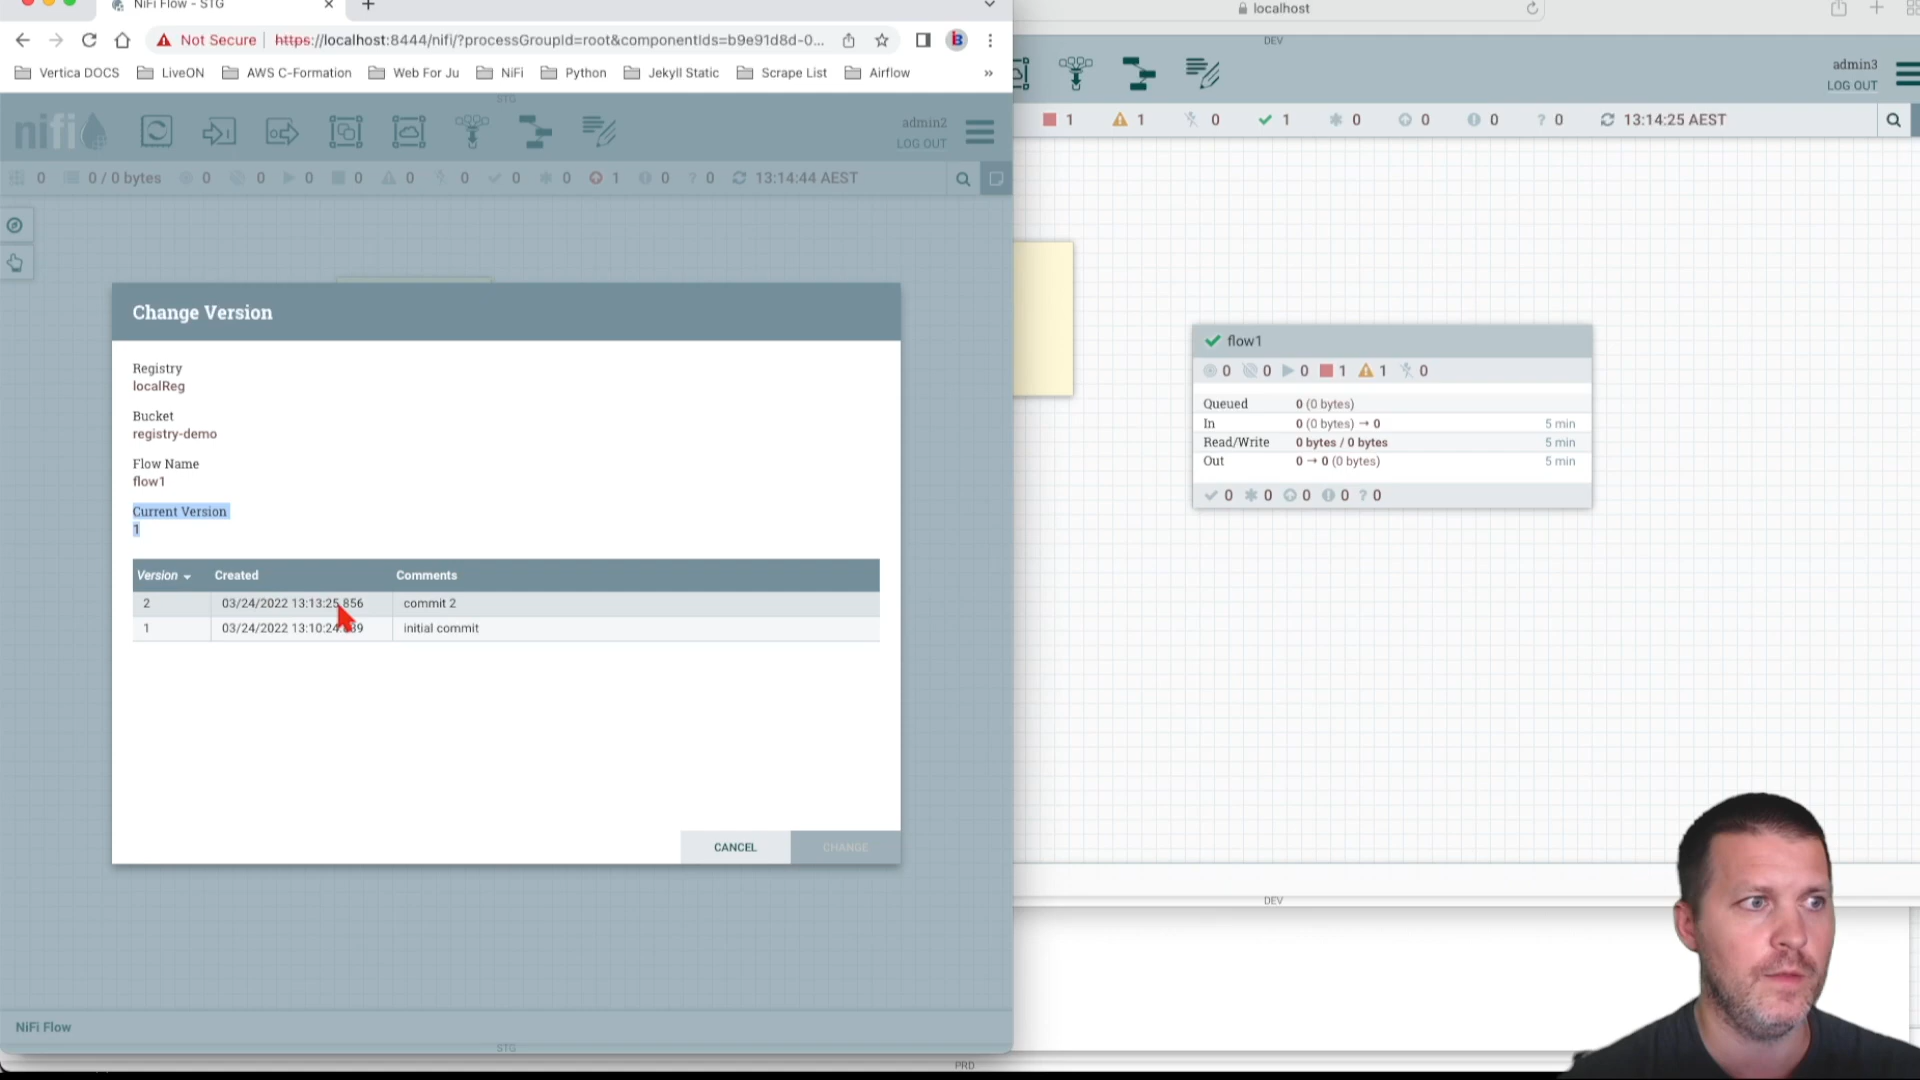 NiFi Flow - STG
Not Secure https://localhost:8444/nifi/?processGroupId=root&componentIds=b9e91d8d-0...
Vertica DOCS LiveON AWS C-Formation Web For Ju NiFi Python Jekyll Static Scrape List Airflow »
STG
nifi
admin2
LOG OUT
0 0 / 0 bytes 0 0 0 0 0 0 0 0 1 0 ? 0 13:14:44 AEST
Change Version
Registry
localReg
Bucket
registry-demo
Flow Name
flow1
Current Version
1
Version Created Comments
2 03/24/2022 13:13:25.856 commit 2
1 03/24/2022 13:10:24 initial commit
CANCEL CHANGE
NiFi Flow
STG
localhost
DEV
admin3
LOG OUT
1 1 0 1 0 0 0 ? 0 13:14:25 AEST
flow1
0 0 0 1 1 0
Queued 0 (0 bytes)
In 0 (0 bytes) → 0 5 min
Read/Write 0 bytes / 0 bytes 5 min
Out 0 → 0 (0 bytes) 5 min
0 0 0 0 ? 0
DEV
PRD